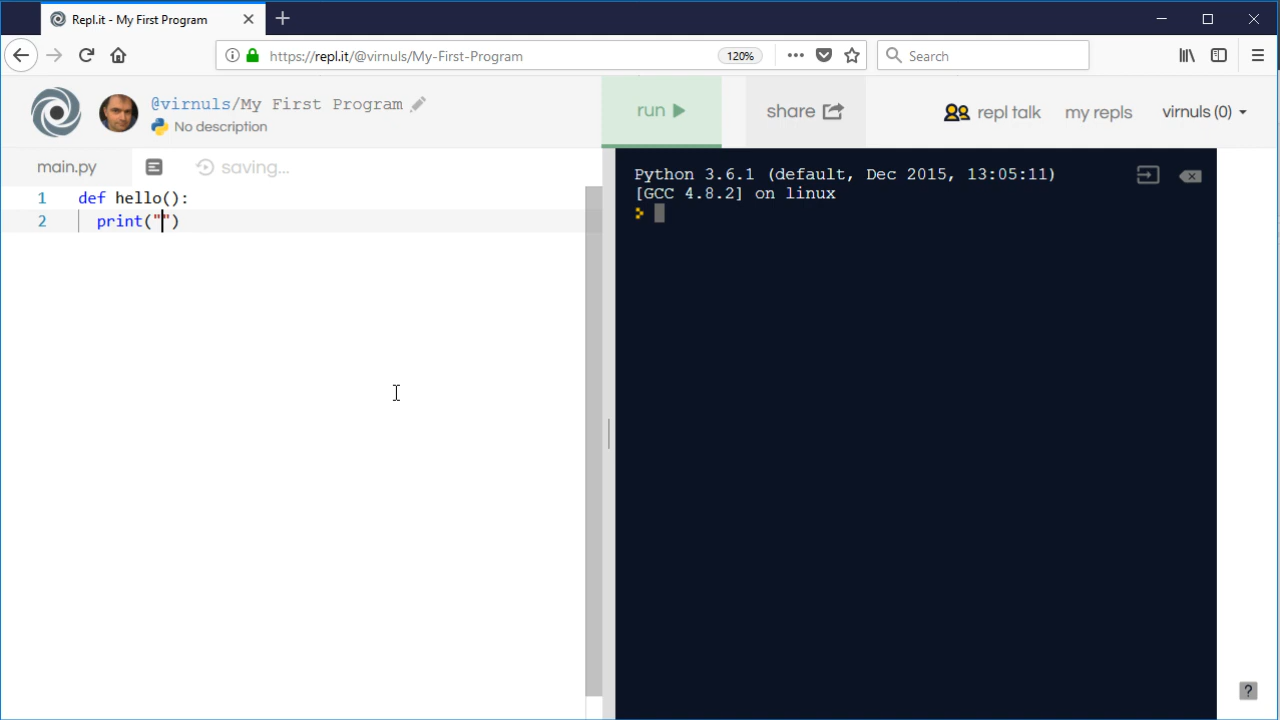 Repl.it - My First Program
https://repl.it/@virnuls/My-First-Program
120%
Search
@virnuls/My First Program
No description
run
share
repl talk
my repls
virnuls (0)
main.py
saving...
1 def hello():
2 print("")
Python 3.6.1 (default, Dec 2015, 13:05:11)
[GCC 4.8.2] on linux
>
?